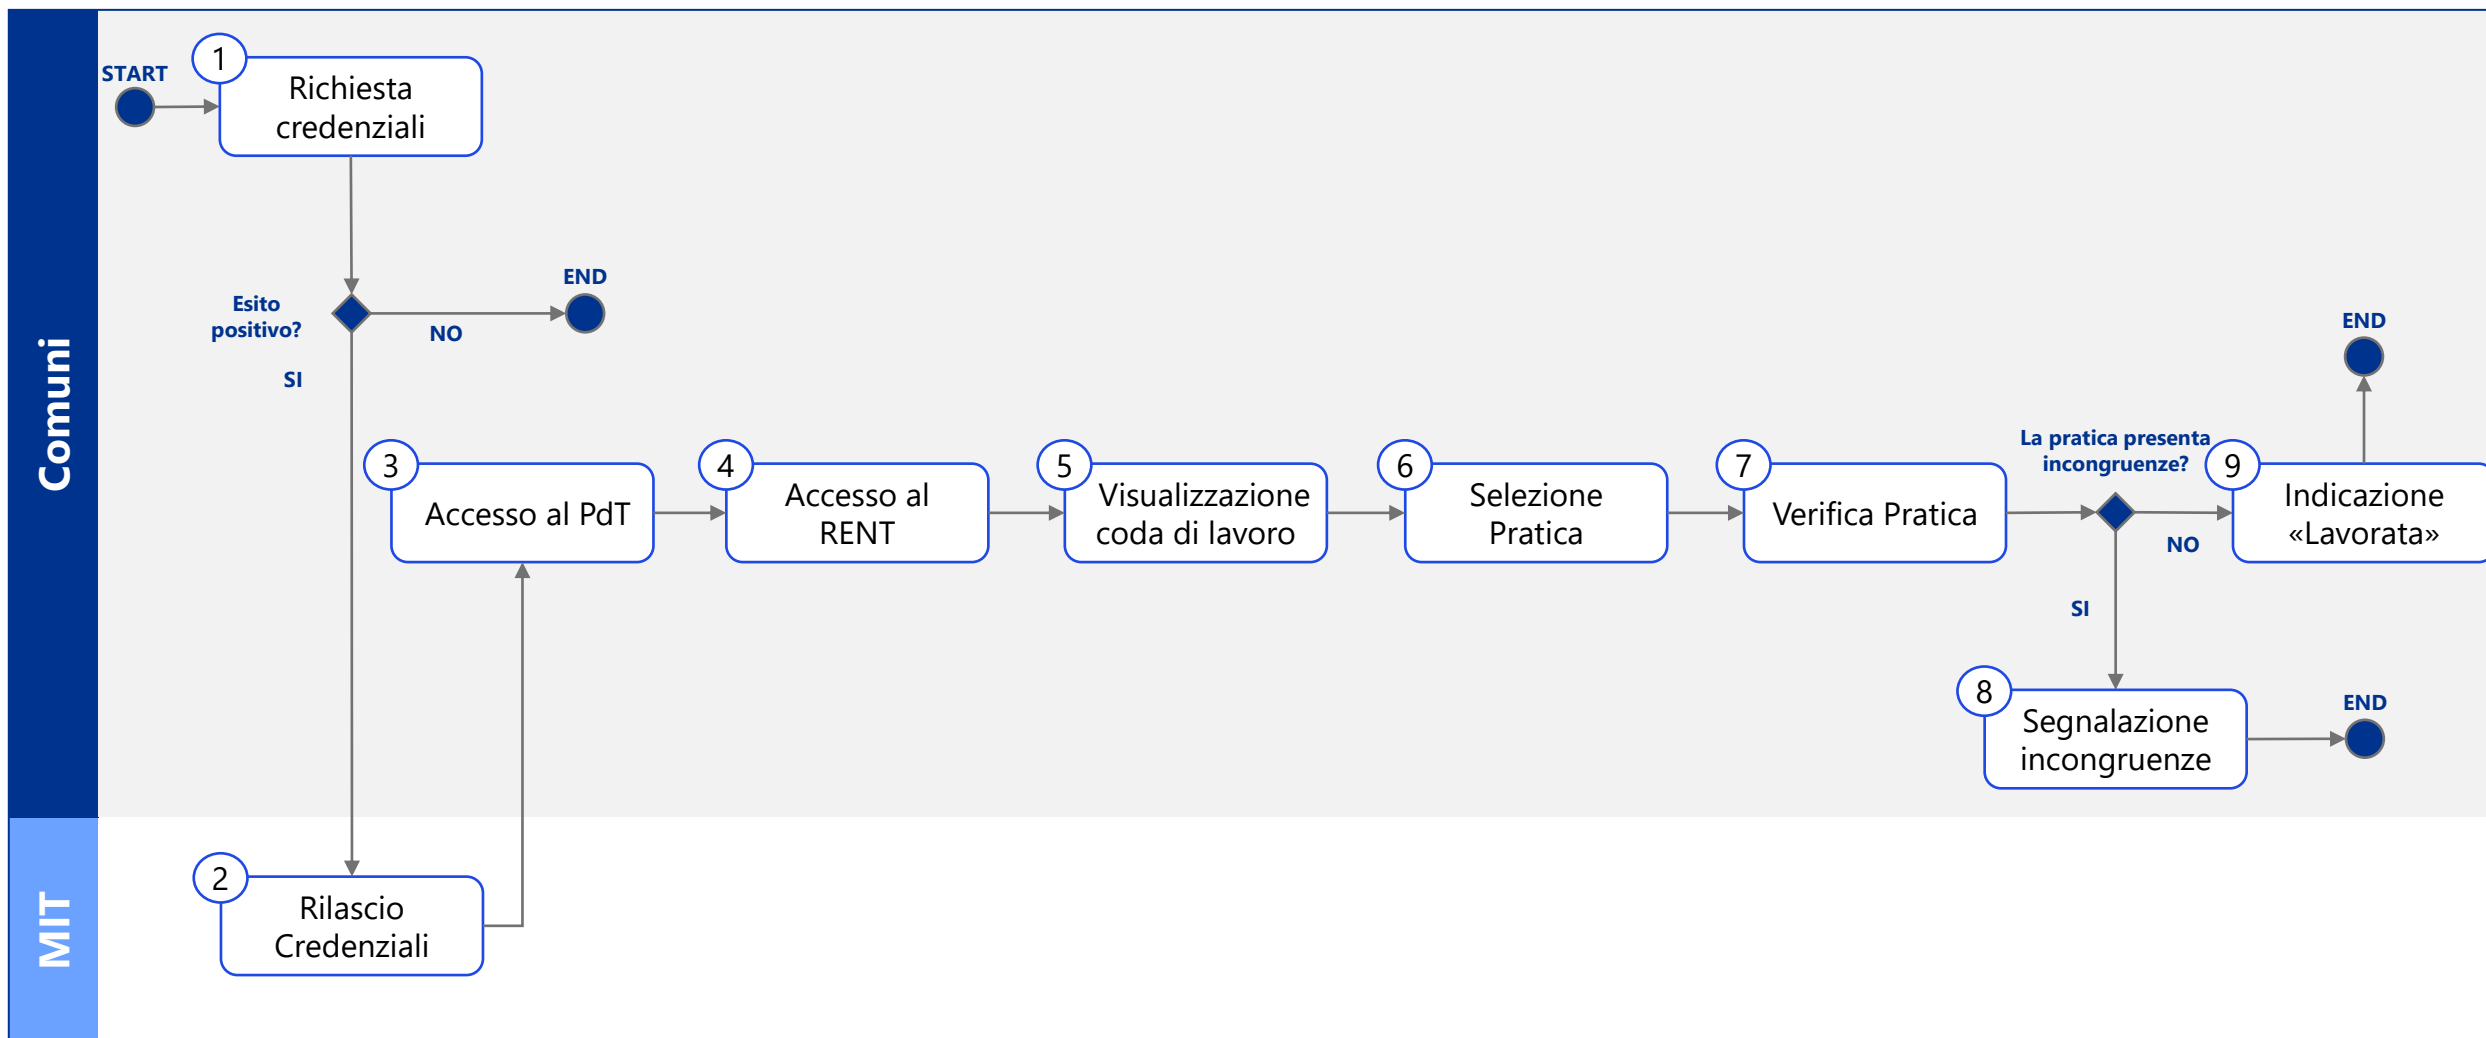 START
1
Richiesta
credenziali
Esito
positivo?
NO
END
SI
Comuni
3
Accesso al PdT
4
Accesso al
RENT
5
Visualizzazione
coda di lavoro
6
Selezione
Pratica
7
Verifica Pratica
La pratica presenta
incongruenze?
NO
SI
9
Indicazione
«Lavorata»
END
8
Segnalazione
incongruenze
END
MIT
2
Rilascio
Credenziali